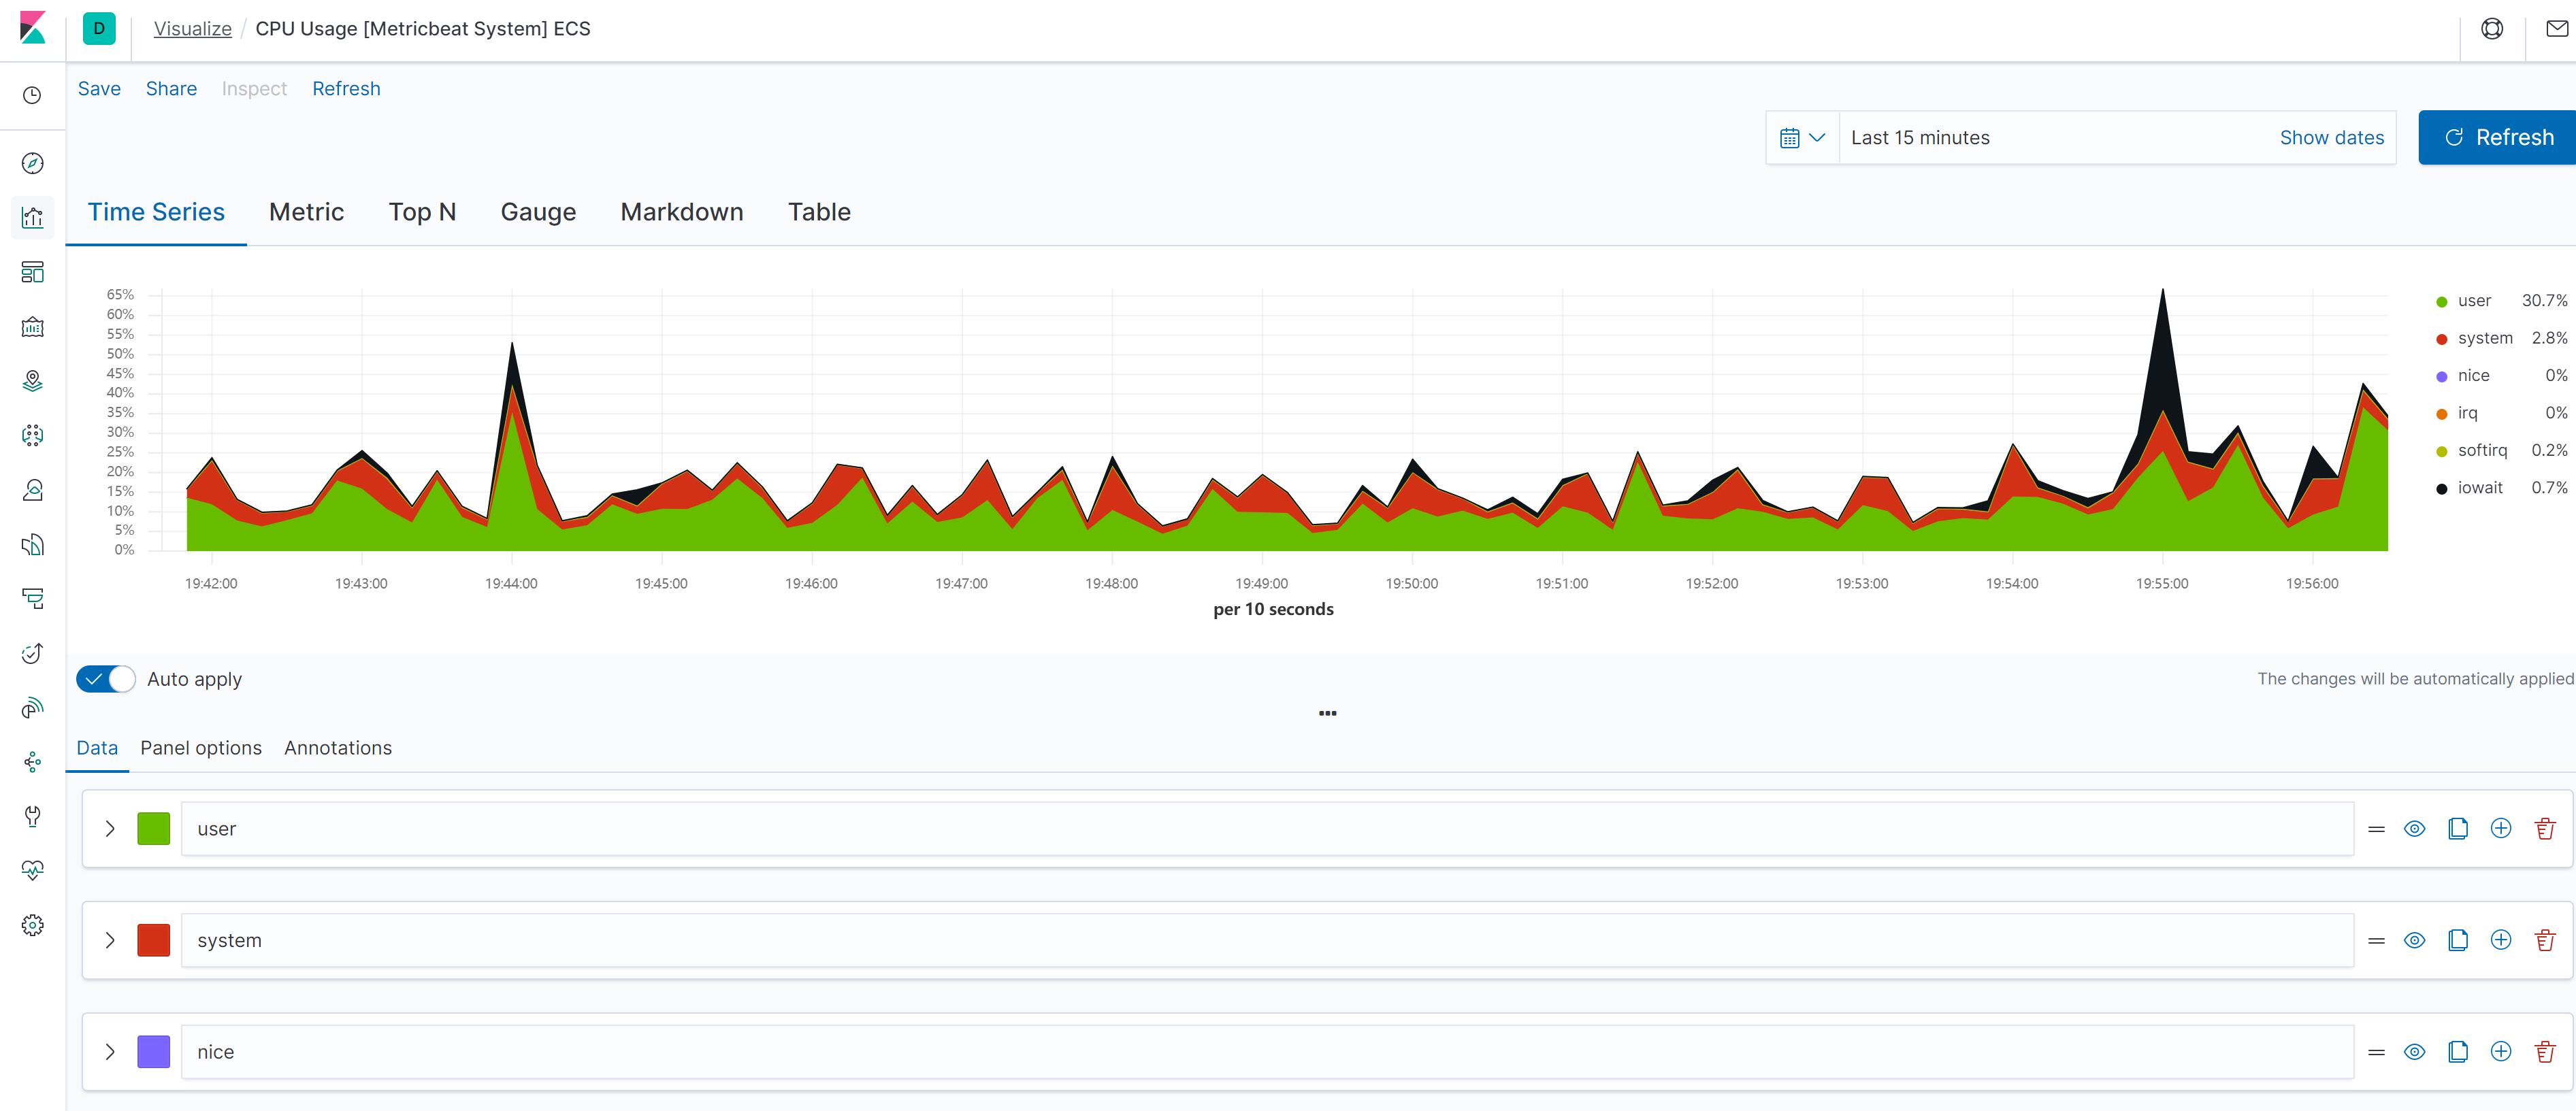 D Visualize / CPU Usage [Metricbeat System] ECS
Save Share Inspect Refresh
Last 15 minutes Show dates Refresh
Time Series Metric Top N Gauge Markdown Table
65%
60%
55%
50%
45%
40%
35%
30%
25%
20%
15%
10%
5%
0%
19:42:00 19:43:00 19:44:00 19:45:00 19:46:00 19:47:00 19:48:00 19:49:00 19:50:00 19:51:00 19:52:00 19:53:00 19:54:00 19:55:00 19:56:00
per 10 seconds
user 30.7%
system 2.8%
nice 0%
irq 0%
softirq 0.2%
iowait 0.7%
Auto apply The changes will be automatically applied
Data Panel options Annotations
user
system
nice